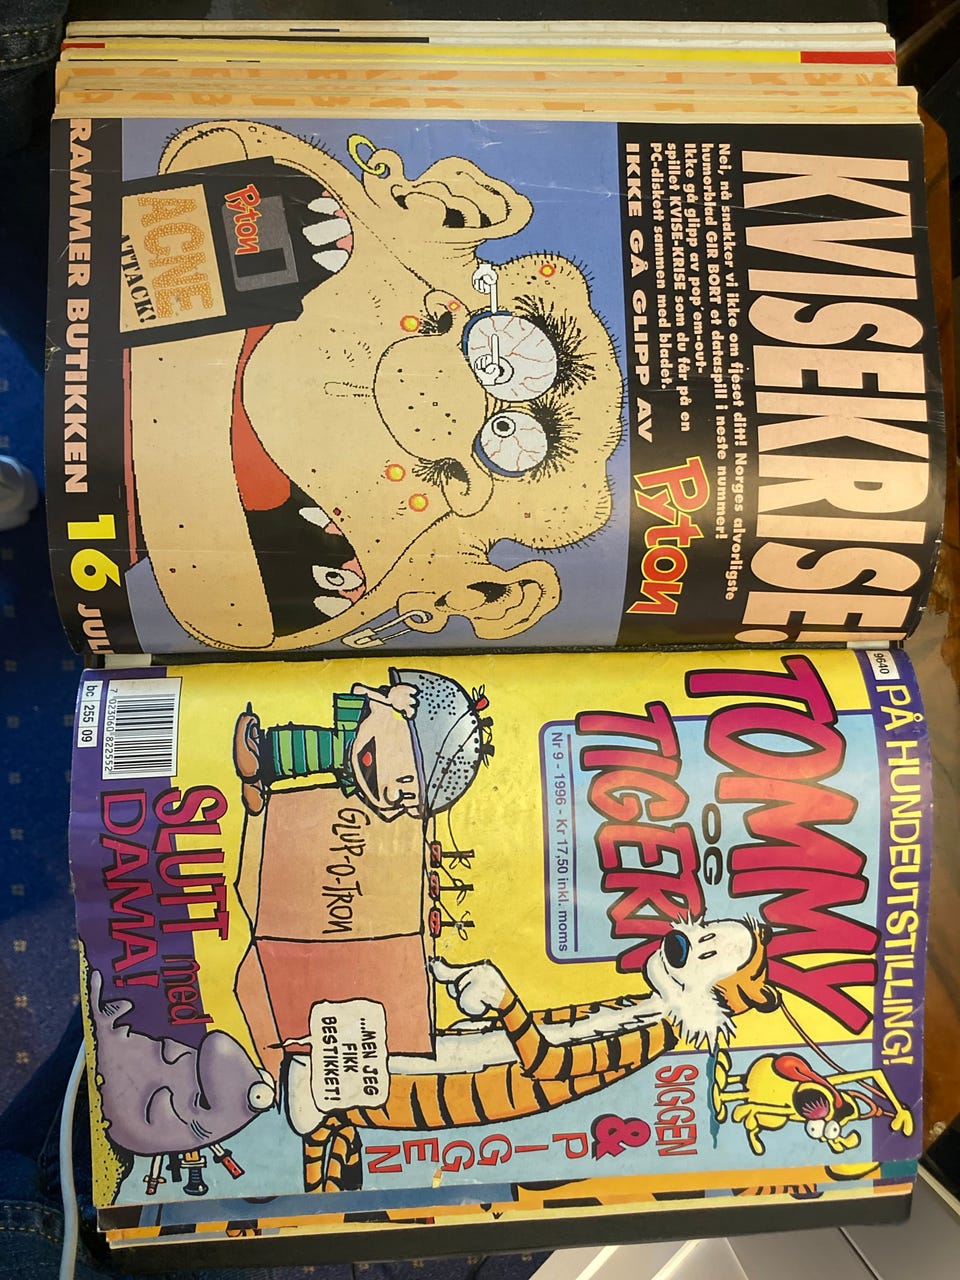 KVISEKRISE
Nei, nå snakker vi ikke om fjeset ditt! Norges alvorligste
humorblad GIR BORT et dataspill i neste nummer!
Ikke gå glipp av pop'em-out-
spillet KVISE-KRISE som du får på en
PC-diskett sammen med bladet.
IKKE GÅ GLIPP AV
Pyton
Pyton
ACNE
ATTACK!
RAMMER BUTIKKEN 16 JULI
9640
PÅ HUNDEUTSTILLING!
TOMMY
OG
TIGERN
Nr 9 - 1996 - Kr 17,50 inkl. moms
SIGGEN
&
PIGGEN
GLUP-O-TRON
...MEN JEG
FIKK
BESTIKKET!
SLUTT med
DAMA!
7 023060 822552
bc 255 09